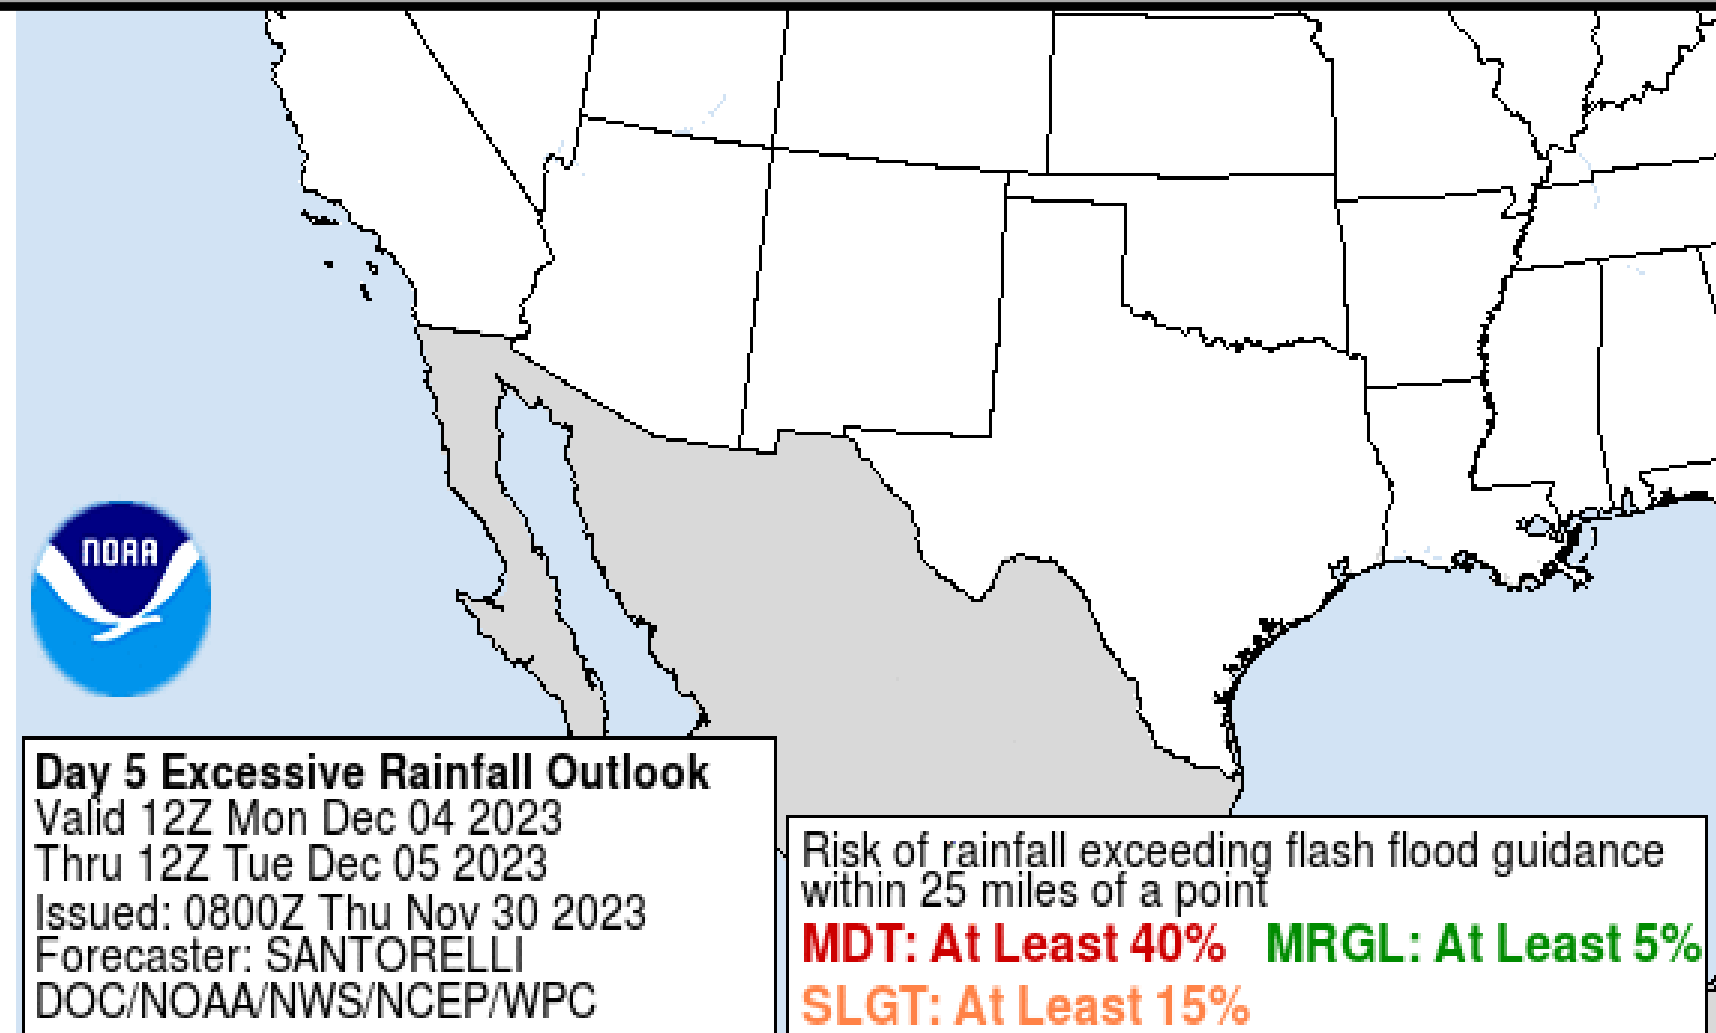 NOAA
Day 5 Excessive Rainfall Outlook
Valid 12Z Mon Dec 04 2023
Thru 12Z Tue Dec 05 2023
Issued: 0800Z Thu Nov 30 2023
Forecaster: SANTORELLI
DOC/NOAA/NWS/NCEP/WPC
Risk of rainfall exceeding flash flood guidance
within 25 miles of a point
MDT: At Least 40% MRGL: At Least 5%
SLGT: At Least 15%